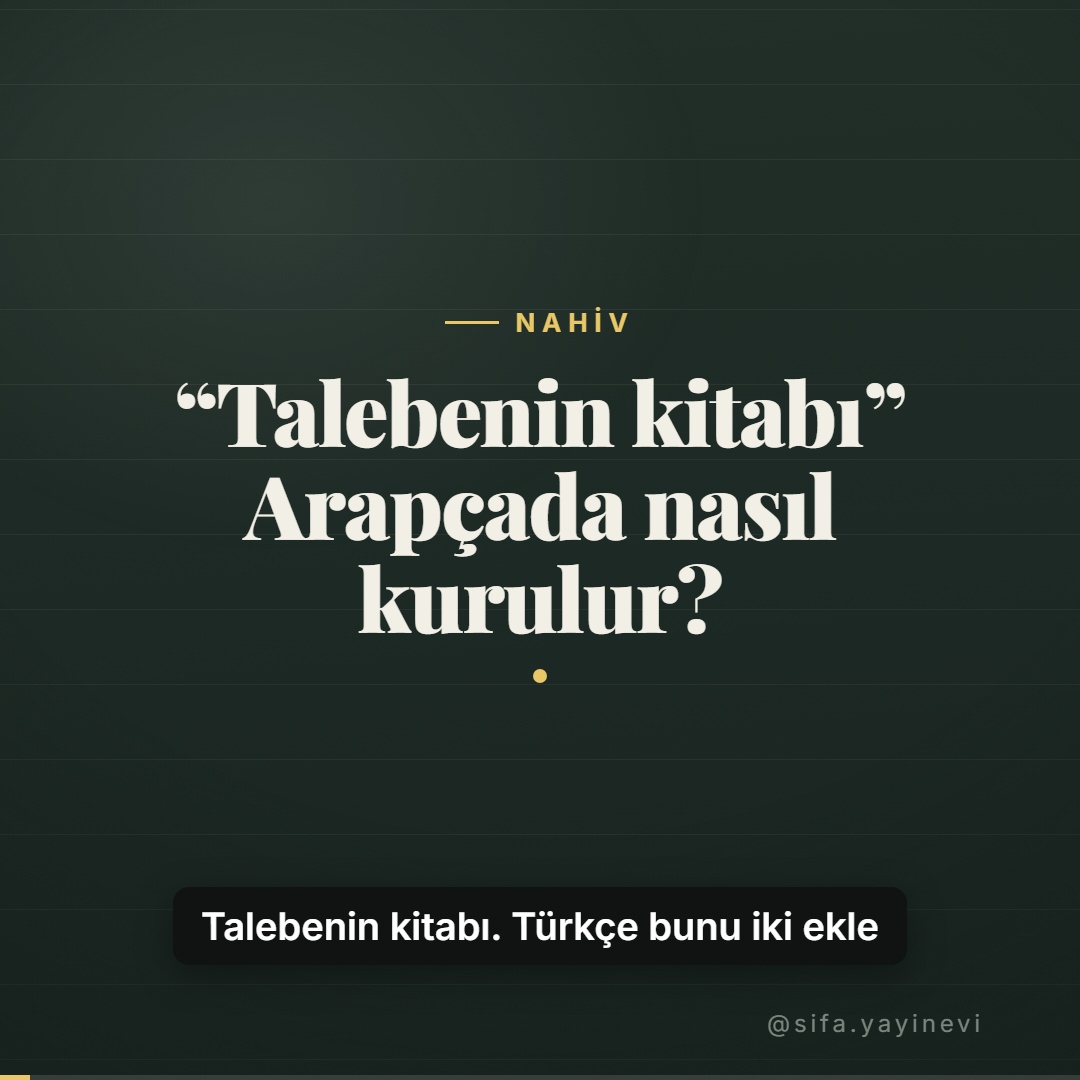 NAHİV
“Talebenin kitabı”
Arapçada nasıl
kurulur?
Talebenin kitabı. Türkçe bunu iki ekle
@sifa.yayinevi